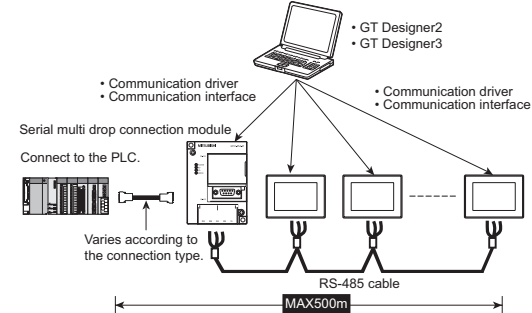 • GT Designer2
• GT Designer3
• Communication driver
• Communication interface
• Communication driver
• Communication interface
Serial multi drop connection module
Connect to the PLC.
MITSUBISHI
Varies according to
the connection type.
RS-485 cable
MAX500m